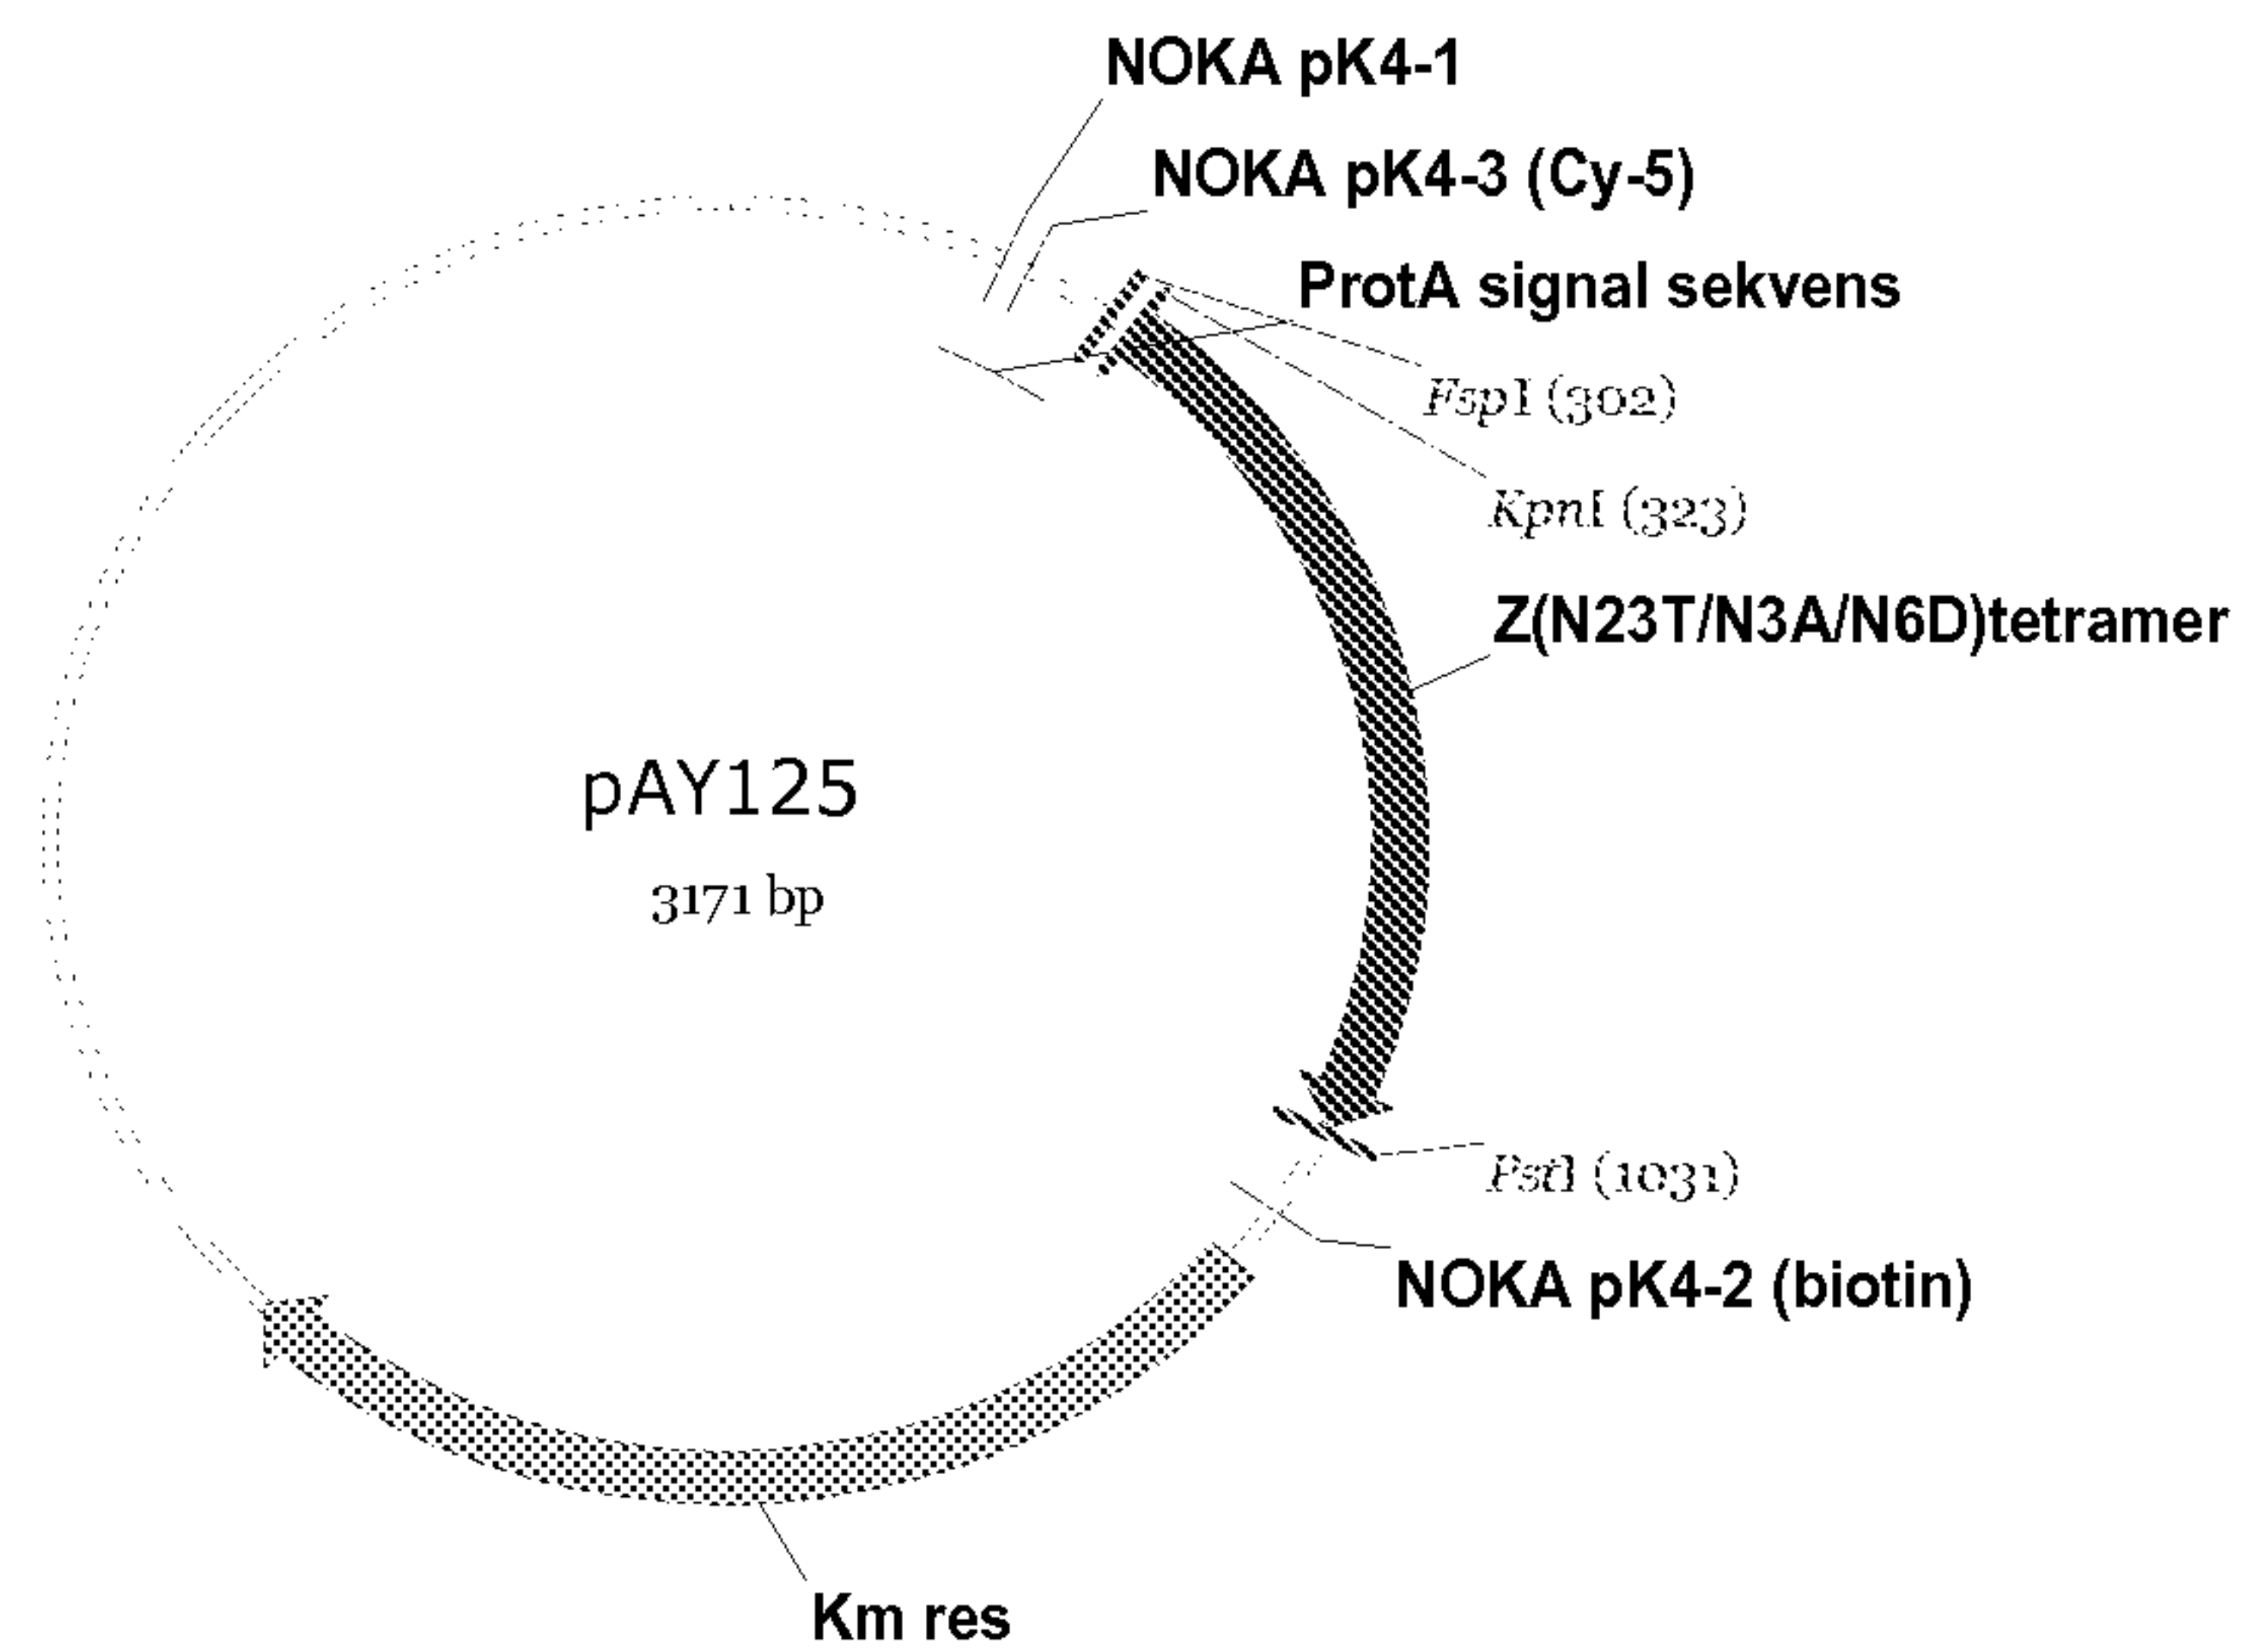 NOKA pK4-1
NOKA pK4-3 (Cy-5)
ProtA signal sekvens
FspI (302)
KpnI (323)
Z(N23T/N3A/N6D)tetramer
pAY125
3171 bp
PstI (1031)
NOKA pK4-2 (biotin)
Km res